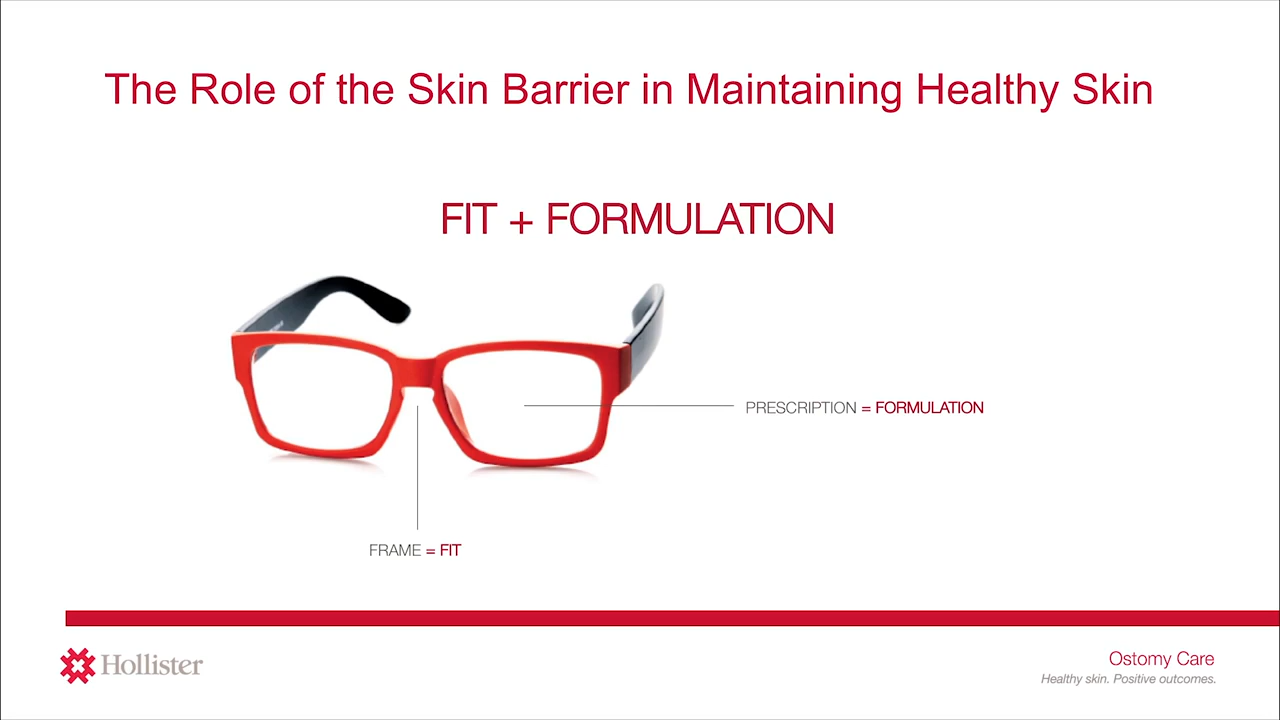 The Role of the Skin Barrier in Maintaining Healthy Skin
FIT + FORMULATION
PRESCRIPTION = FORMULATION
FRAME = FIT
Hollister
Ostomy Care
Healthy skin. Positive outcomes.